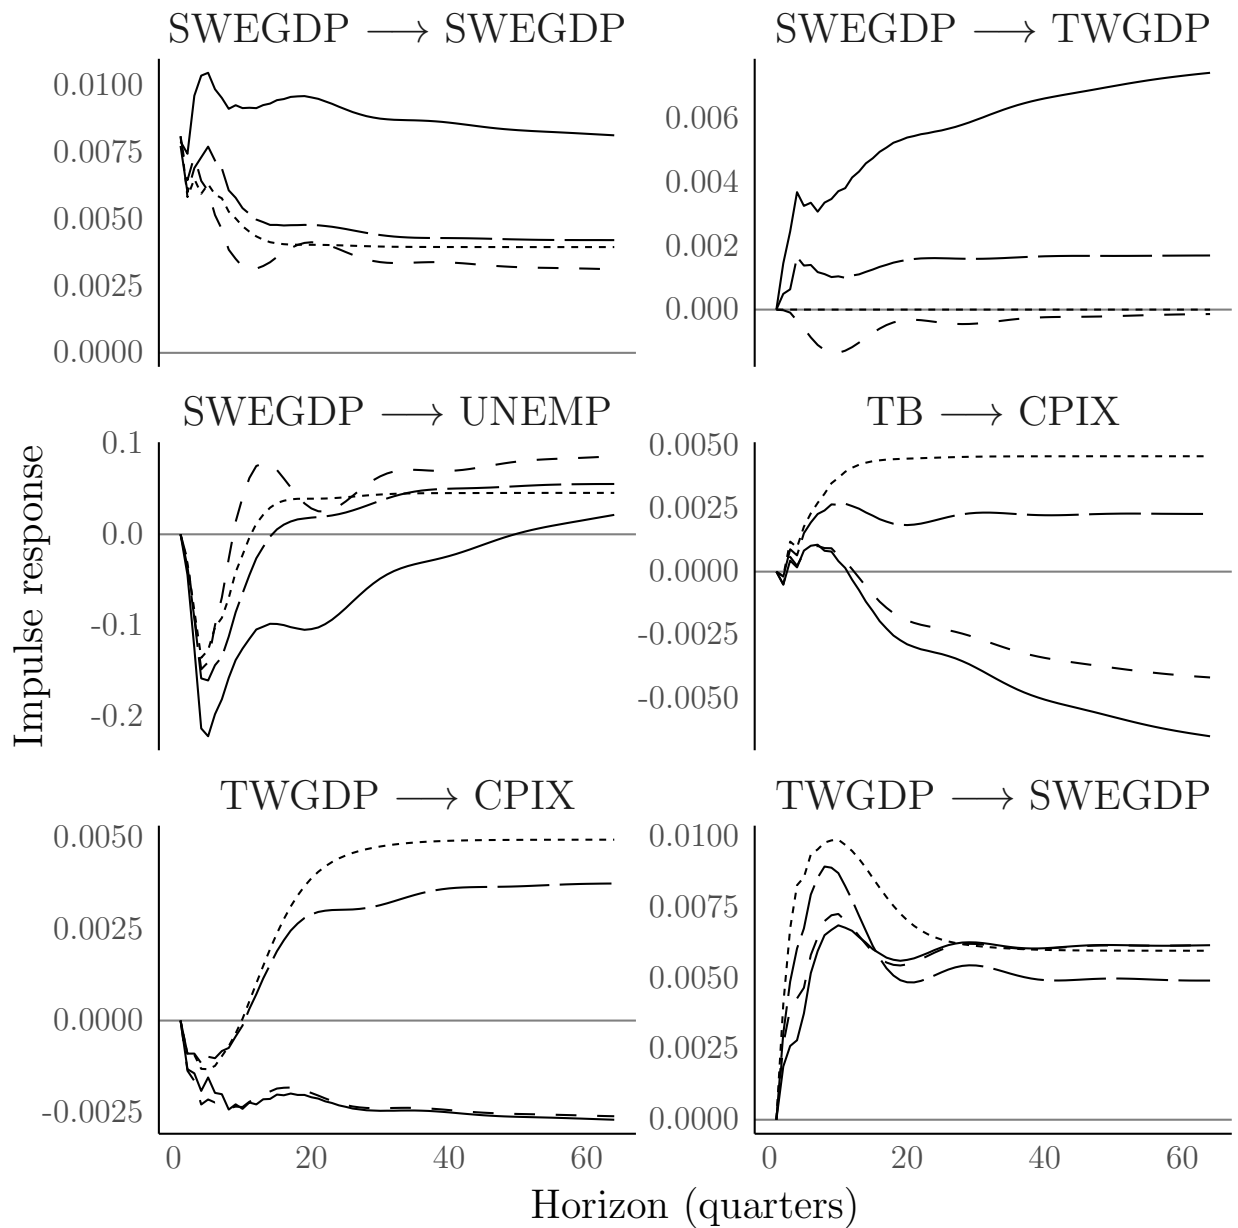 SWEGDP ⟶ SWEGDP
SWEGDP ⟶ TWGDP
0.0100
0.0075
0.0050
0.0025
0.0000
0.006
0.004
0.002
0.000
SWEGDP ⟶ UNEMP
TB ⟶ CPIX
0.1
0.0
-0.1
-0.2
0.0050
0.0025
0.0000
-0.0025
-0.0050
Impulse response
TWGDP ⟶ CPIX
TWGDP ⟶ SWEGDP
0.0050
0.0025
0.0000
-0.0025
0.0100
0.0075
0.0050
0.0025
0.0000
0 20 40 60
0 20 40 60
Horizon (quarters)